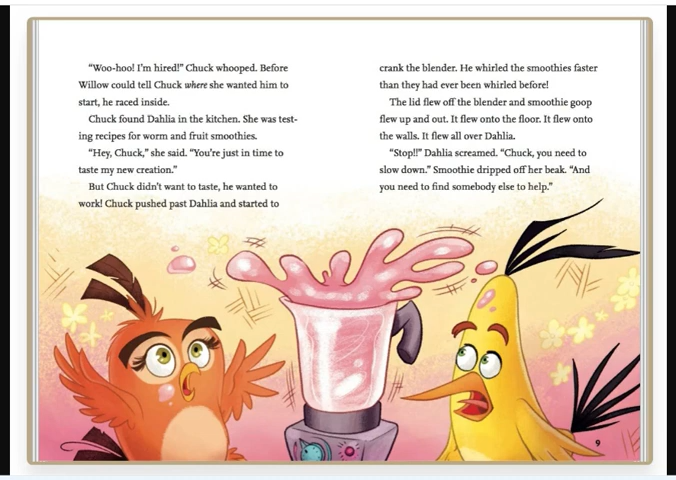 “Woo-hoo! I’m hired!” Chuck whooped. Before
Willow could tell Chuck where she wanted him to
start, he raced inside.
Chuck found Dahlia in the kitchen. She was test-
ing recipes for worm and fruit smoothies.
“Hey, Chuck,” she said. “You’re just in time to
taste my new creation.”
But Chuck didn’t want to taste, he wanted to
work! Chuck pushed past Dahlia and started to
crank the blender. He whirled the smoothies faster
than they had ever been whirled before!
The lid flew off the blender and smoothie goop
flew up and out. It flew onto the floor. It flew onto
the walls. It flew all over Dahlia.
“Stop!!” Dahlia screamed. “Chuck, you need to
slow down.” Smoothie dripped off her beak. “And
you need to find somebody else to help.”
9